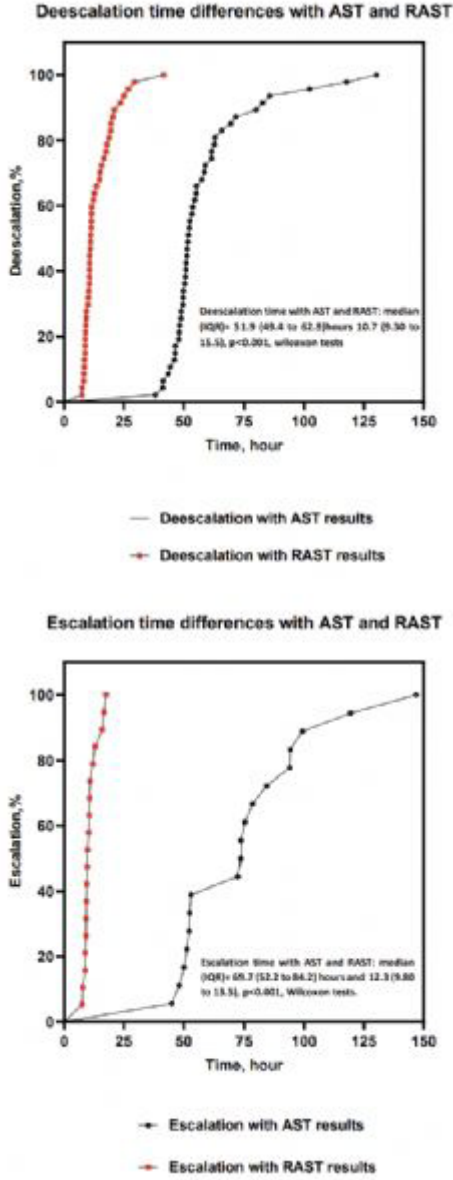 Deescalation time differences with AST and RAST
100
80
60
40
20
0
Deescalation,%
Deescalation time with AST and RAST: median
(IQR)= 51.9 (49.4 to 62.8)hours 10.7 (9.30 to
15.5), p<0.001, wilcoxon tests
0 25 50 75 100 125 150
Time, hour
Deescalation with AST results
Deescalation with RAST results
Escalation time differences with AST and RAST
100
80
60
40
20
0
Escalation,%
Escalation time with AST and RAST: median
(IQR)= 69.7 (52.2 to 84.2) hours and 12.3 (9.80
to 13.5), p<0.001, Wilcoxon tests.
0 25 50 75 100 125 150
Time, hour
Escalation with AST results
Escalation with RAST results